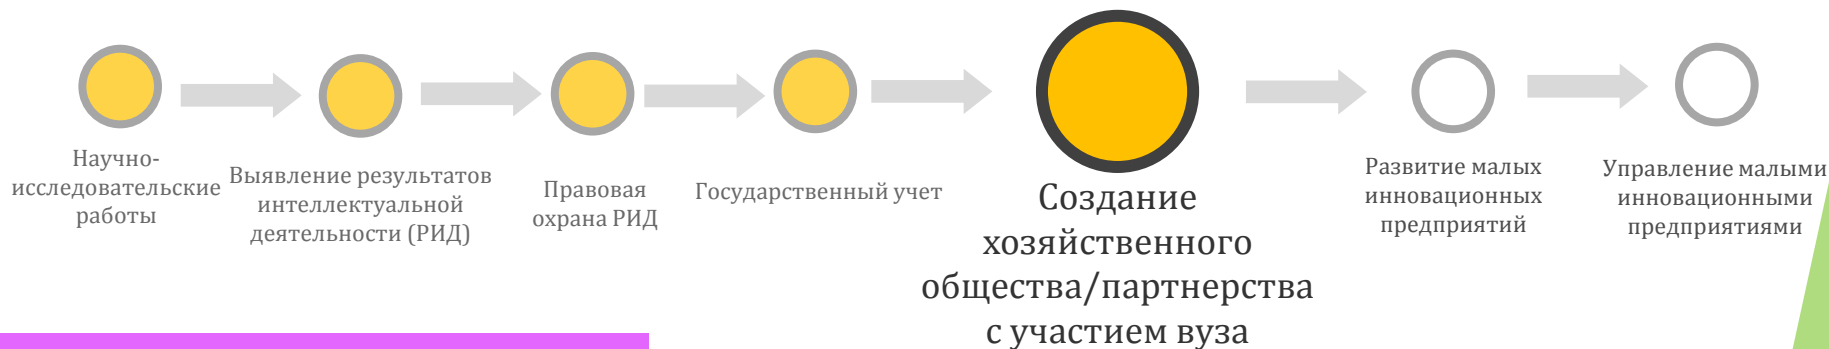 Научно-
исследовательские
работы
Выявление результатов
интеллектуальной
деятельности (РИД)
Правовая
охрана РИД
Государственный учет
Создание
хозяйственного
общества/партнерства
с участием вуза
Развитие малых
инновационных
предприятий
Управление малыми
инновационными
предприятиями